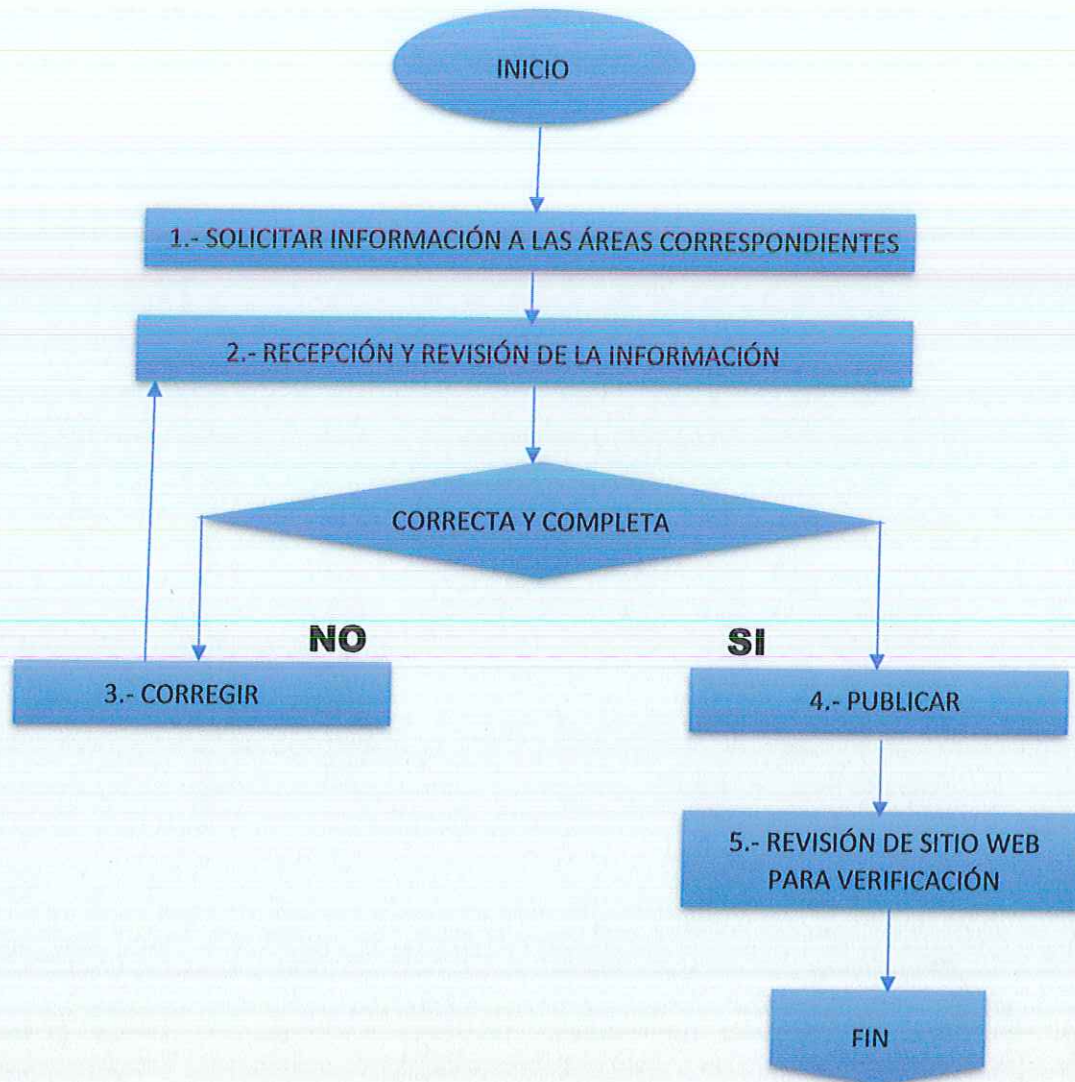 INICIO
1.- SOLICITAR INFORMACIÓN A LAS ÁREAS CORRESPONDIENTES
2.- RECEPCIÓN Y REVISIÓN DE LA INFORMACIÓN
CORRECTA Y COMPLETA
NO
SI
3.- CORREGIR
4.- PUBLICAR
5.- REVISIÓN DE SITIO WEB
PARA VERIFICACIÓN
FIN